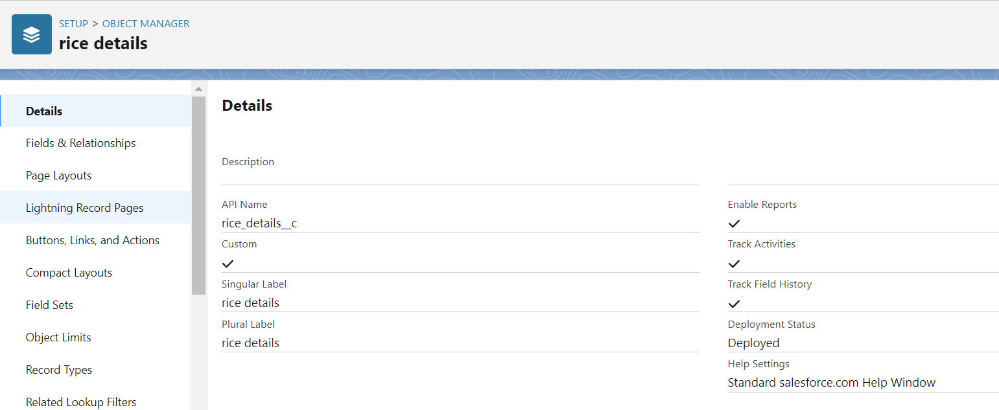 SETUP > OBJECT MANAGER
rice details
Details
Fields & Relationships
Page Layouts
Lightning Record Pages
Buttons, Links, and Actions
Compact Layouts
Field Sets
Object Limits
Record Types
Related Lookup Filters
Details
Description
API Name
rice_details__c
Custom
Singular Label
rice details
Plural Label
rice details
Enable Reports
Track Activities
Track Field History
Deployment Status
Deployed
Help Settings
Standard salesforce.com Help Window